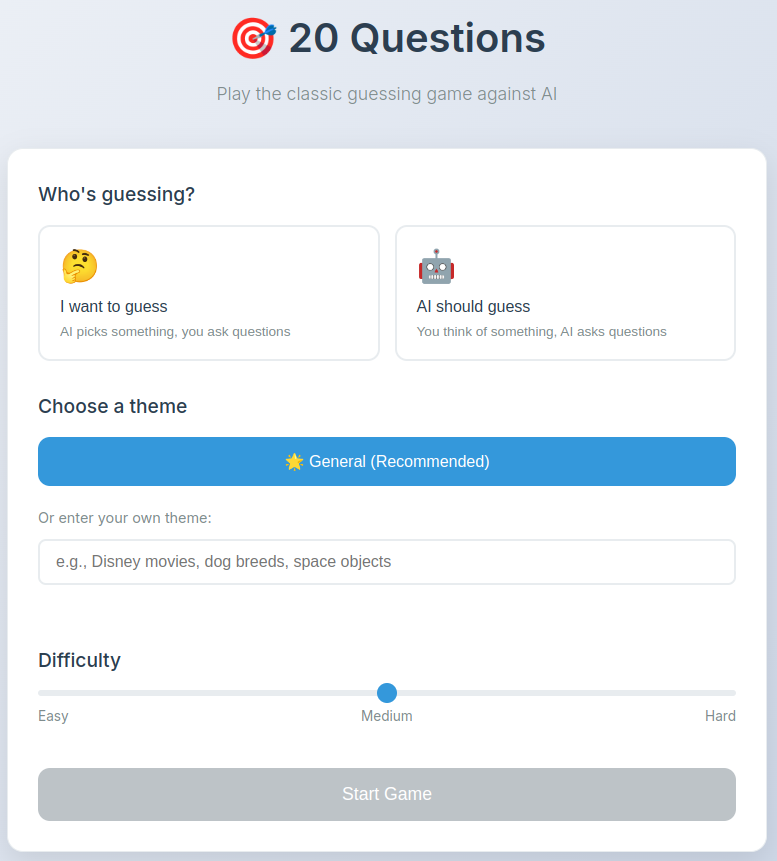 🎯 20 Questions
Play the classic guessing game against AI
Who's guessing?
🤔
I want to guess
AI picks something, you ask questions
🤖
AI should guess
You think of something, AI asks questions
Choose a theme
🌟 General (Recommended)
Or enter your own theme:
e.g., Disney movies, dog breeds, space objects
Difficulty
Easy Medium Hard
Start Game